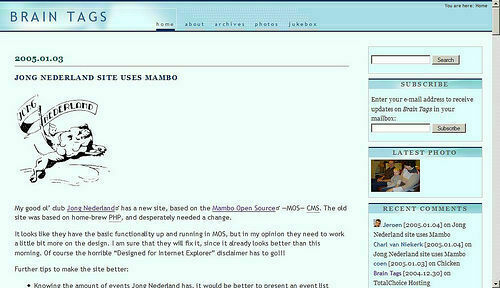 You are here: Home
BRAIN TAGS
home about archives photos jukebox
2005.01.03
JONG NEDERLAND SITE USES MAMBO
JONG NEDERLAND
My good ol' club Jong Nederland has a new site, based on the Mambo Open Source —MOS— CMS. The old
site was based on home-brew PHP, and desperately needed a change.
It looks like they have the basic functionality up and running in MOS, but in my opinion they need to work
a little bit more on the design. I am sure that they will fix it, since it already looks better than this
morning. Of course the horrible "Designed for Internet Explorer" disclaimer has to go!!!
Further tips to make the site better:
• Knowing the amount of events Jong Nederland has, it would be better to present an event list
Search
SUBSCRIBE
Enter your e-mail address to receive
updates on Brain Tags in your
mailbox:
Subscribe
LATEST PHOTO
RECENT COMMENTS
Jeroen [2005.01.04] on Jong
Nederland site uses Mambo
Charl van Niekerk [2005.01.04] on
Jong Nederland site uses Mambo
coen [2005.01.03] on Chicken
Brain Tags [2004.12.30] on
TotalChoice Hosting